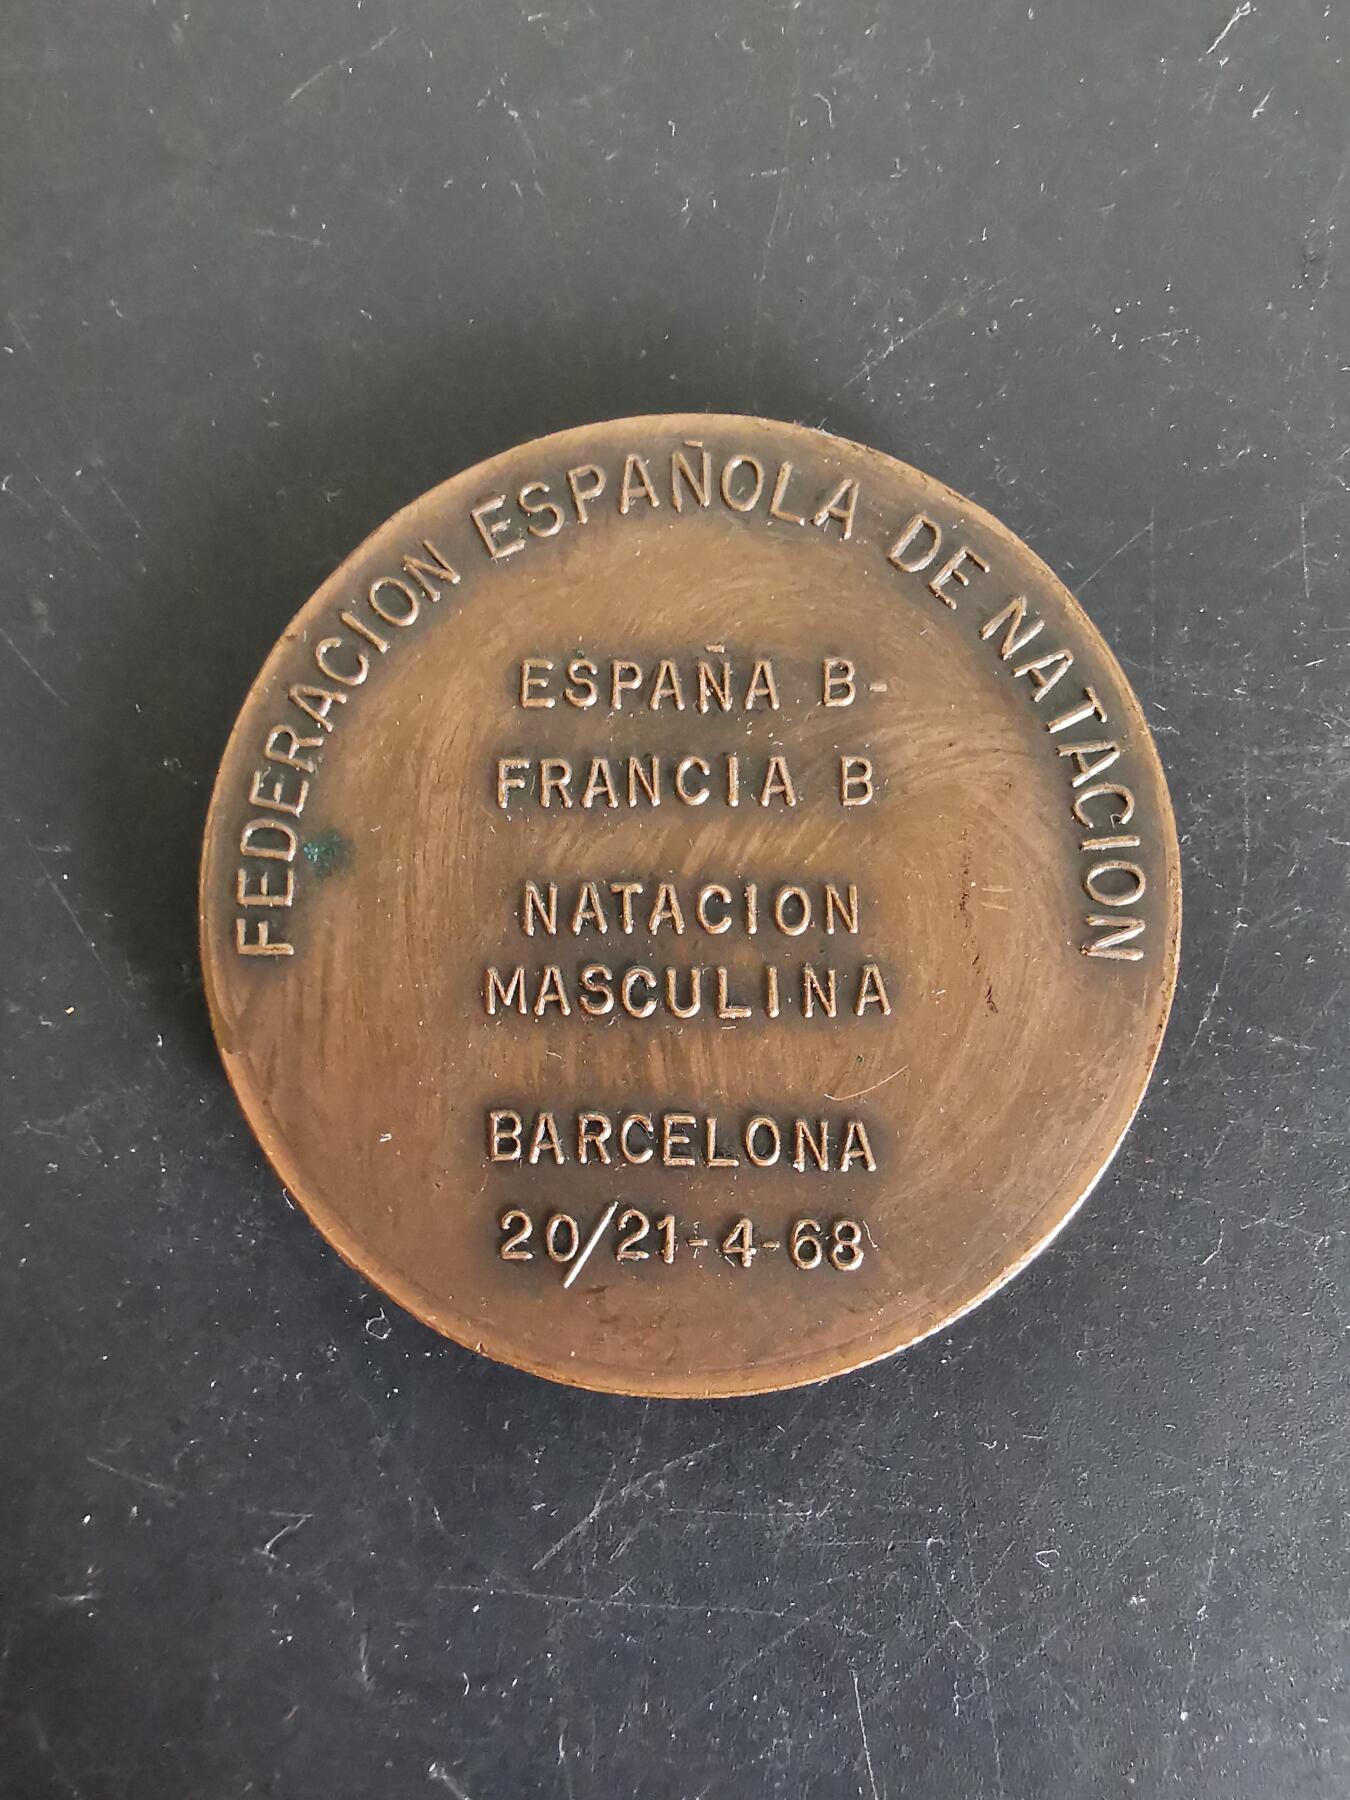 FEDERACION ESPAÑOLA DE NATACION
ESPAÑA B-
FRANCIA B
NATACION
MASCULINA
BARCELONA
20/21-4-68